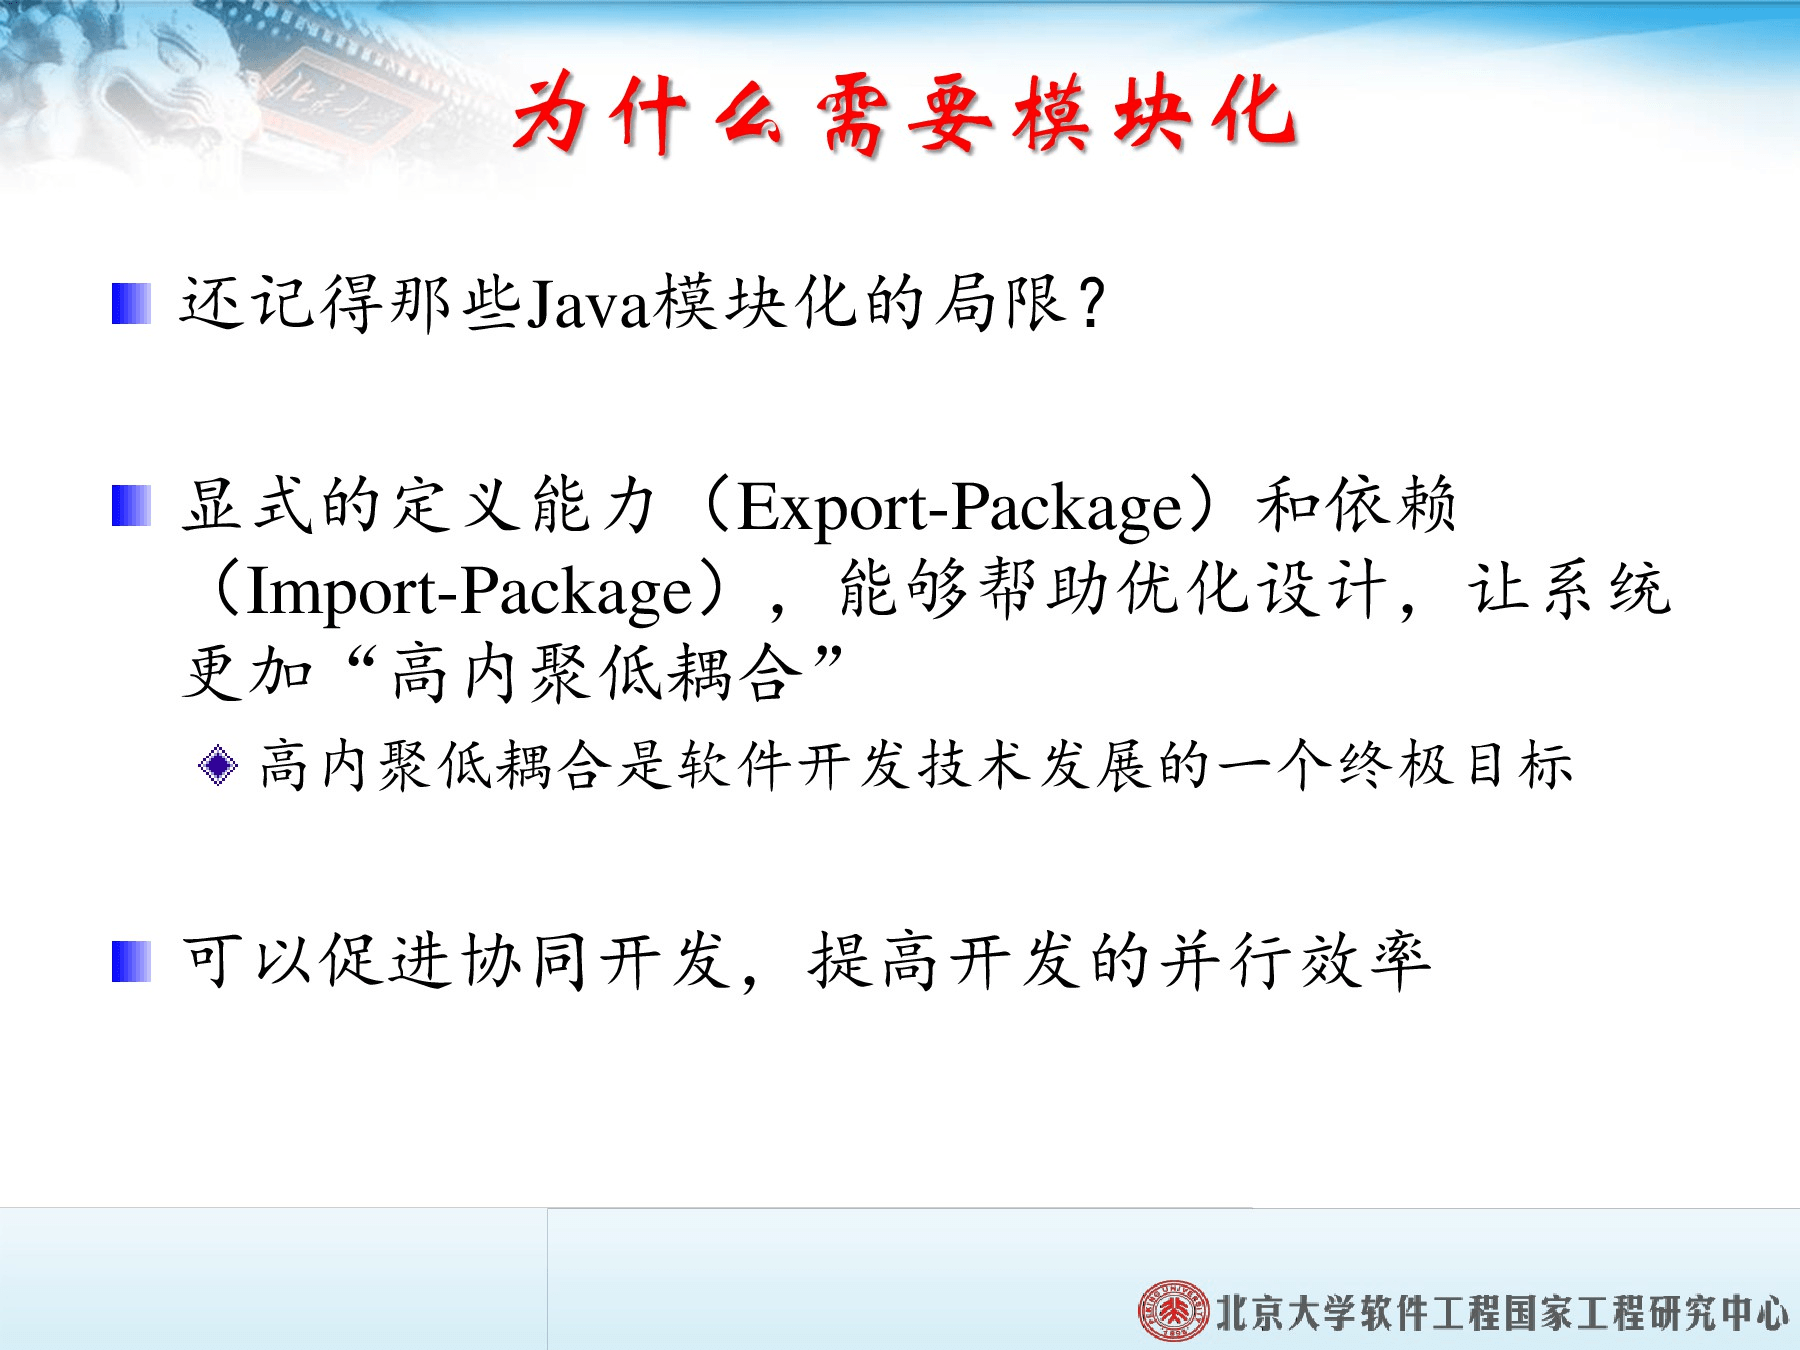 为什么需要模块化
还记得那些Java模块化的局限？
显式的定义能力（Export-Package）和依赖
（Import-Package），能够帮助优化设计，让系统
更加“高内聚低耦合”
高内聚低耦合是软件开发技术发展的一个终极目标
可以促进协同开发，提高开发的并行效率
北京大学软件工程国家工程研究中心